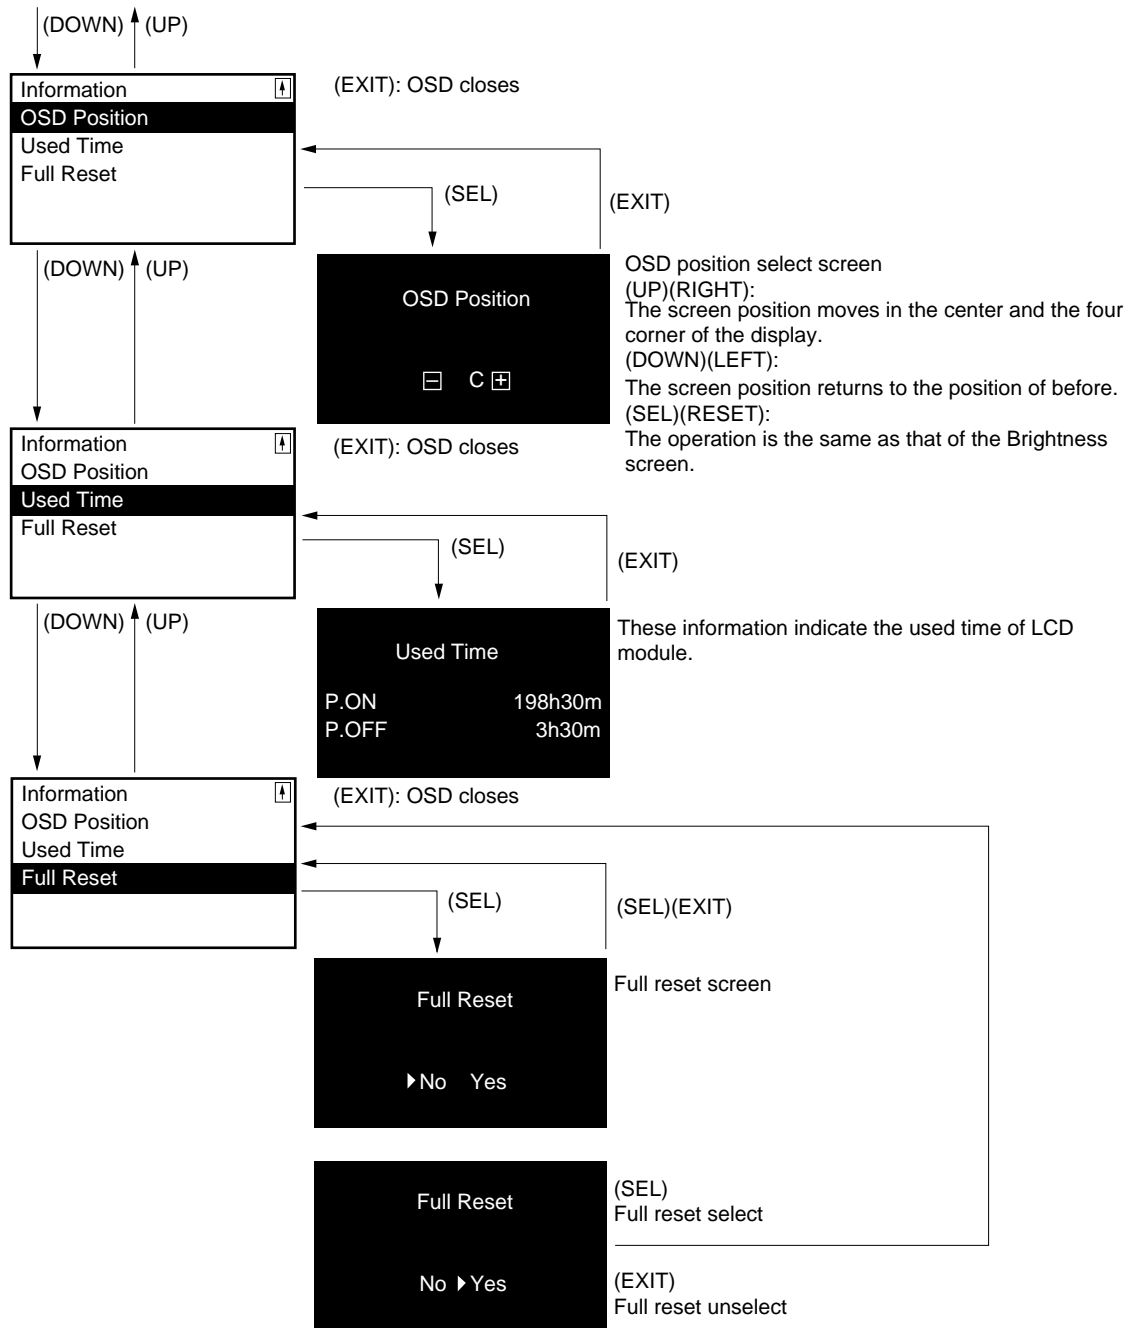 (DOWN) (UP)
Information
OSD Position
Used Time
Full Reset
(EXIT): OSD closes
(SEL)
(EXIT)
(DOWN) (UP)
OSD Position
C
OSD position select screen
(UP)(RIGHT):
The screen position moves in the center and the four
corner of the display.
(DOWN)(LEFT):
The screen position returns to the position of before.
(SEL)(RESET):
The operation is the same as that of the Brightness
screen.
Information
OSD Position
Used Time
Full Reset
(EXIT): OSD closes
(SEL)
(EXIT)
(DOWN) (UP)
Used Time
P.ON 198h30m
P.OFF 3h30m
These information indicate the used time of LCD
module.
Information
OSD Position
Used Time
Full Reset
(EXIT): OSD closes
(SEL)
(SEL)(EXIT)
Full Reset
No Yes
Full reset screen
Full Reset
No Yes
(SEL)
Full reset select
(EXIT)
Full reset unselect